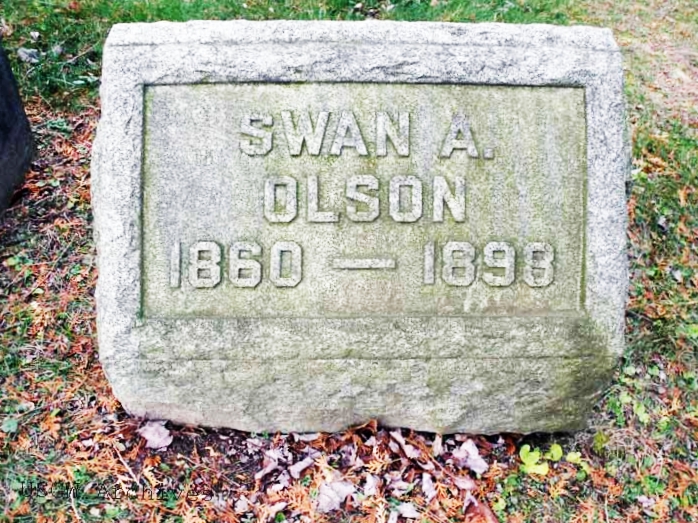 SWAN A.
OLSON
1860 — 1898